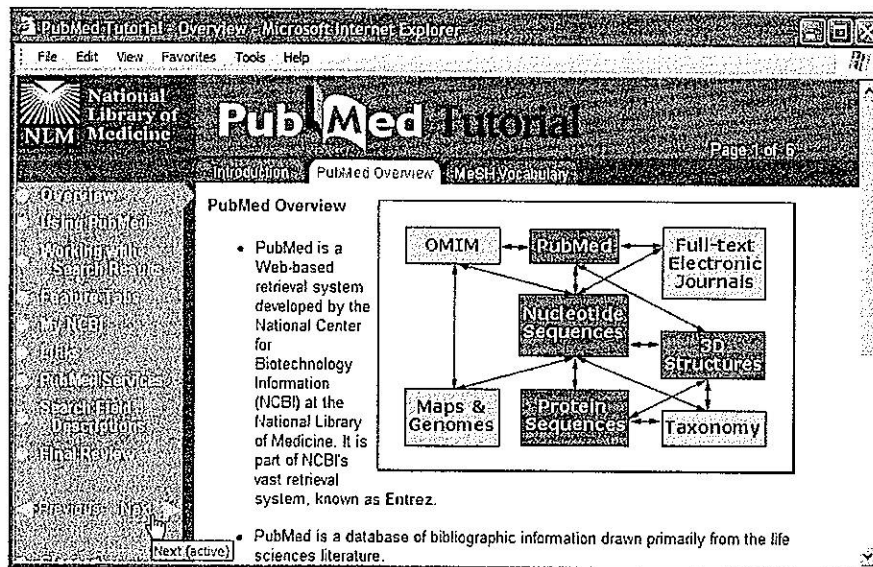 PubMed Tutorial - Overview - Microsoft Internet Explorer
File Edit View Favorites Tools Help
National
Library of
Medicine
NLM
PubMed Tutorial
Page 1 of 6
Introduction PubMed Overview MeSH Vocabulary
Overview
Using PubMed
Working with
Search Results
Feature Tabs
My NCBI
Links
PubMed Services
Search Field
Descriptions
Final Review
Previous Next
Next (active)
PubMed Overview
• PubMed is a
Web-based
retrieval system
developed by the
National Center
for
Biotechnology
Information
(NCBI) at the
National Library
of Medicine. It is
part of NCBI's
vast retrieval
system, known as Entrez.
OMIM
PubMed
Full-text
Electronic
Journals
Nucleotide
Sequences
3D
Structures
Maps &
Genomes
Protein
Sequences
Taxonomy
• PubMed is a database of bibliographic information drawn primarily from the life
sciences literature.